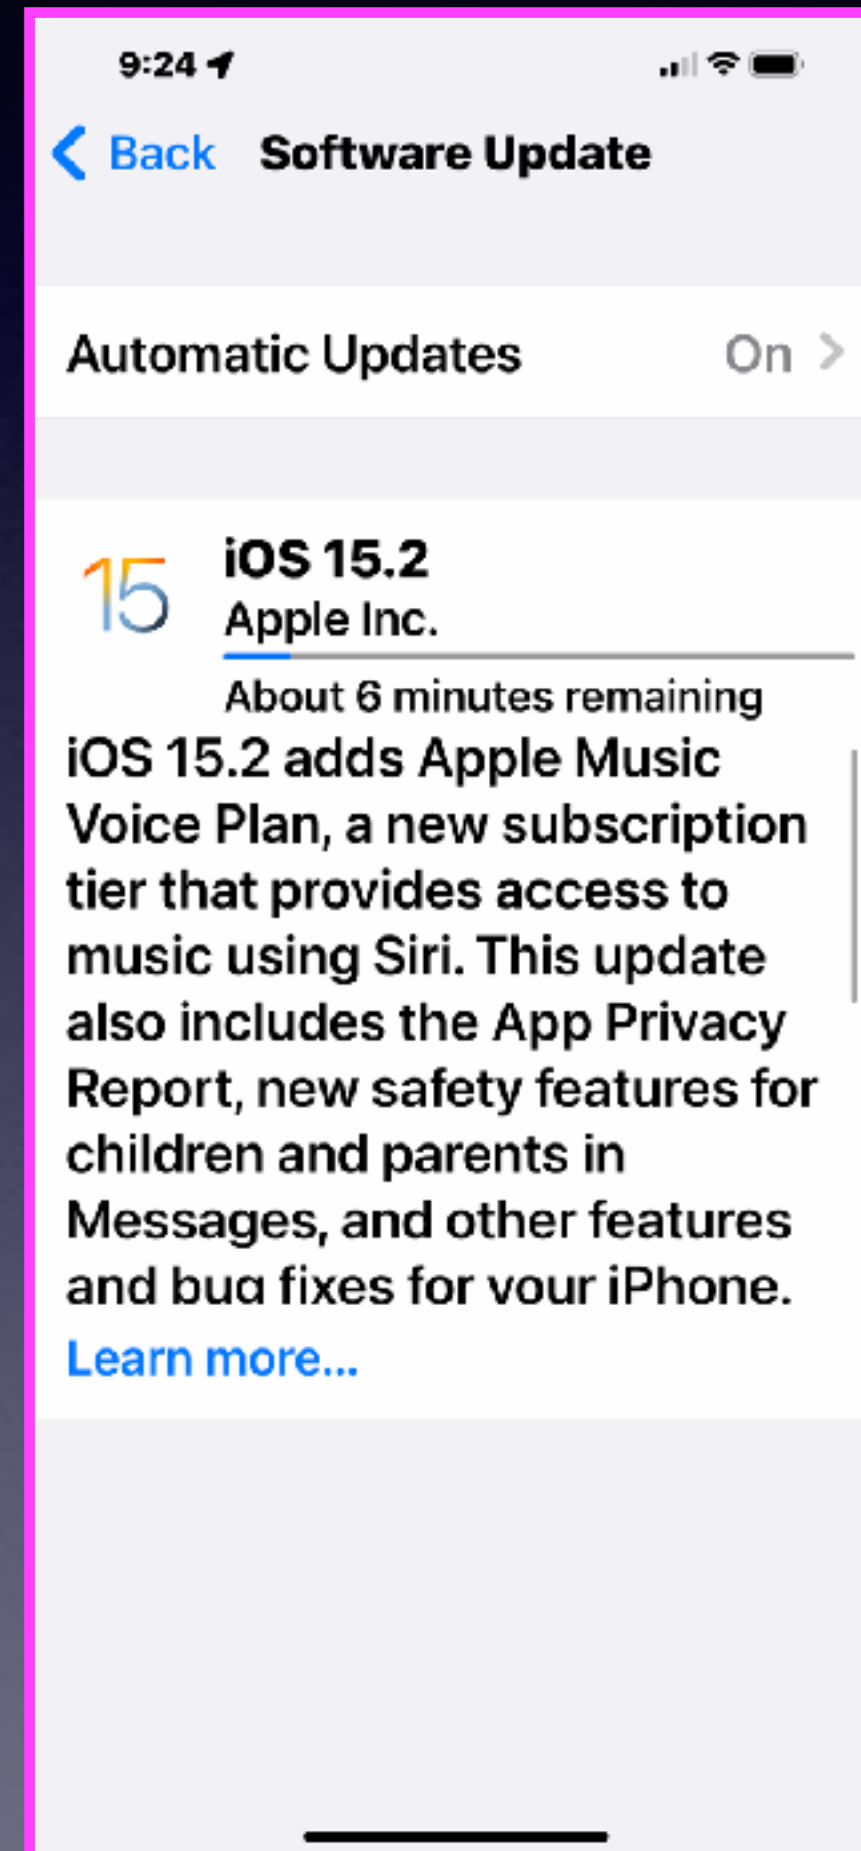 9:24
Back Software Update
Automatic Updates On
15
iOS 15.2
Apple Inc.
About 6 minutes remaining
iOS 15.2 adds Apple Music
Voice Plan, a new subscription
tier that provides access to
music using Siri. This update
also includes the App Privacy
Report, new safety features for
children and parents in
Messages, and other features
and bug fixes for your iPhone.
Learn more...